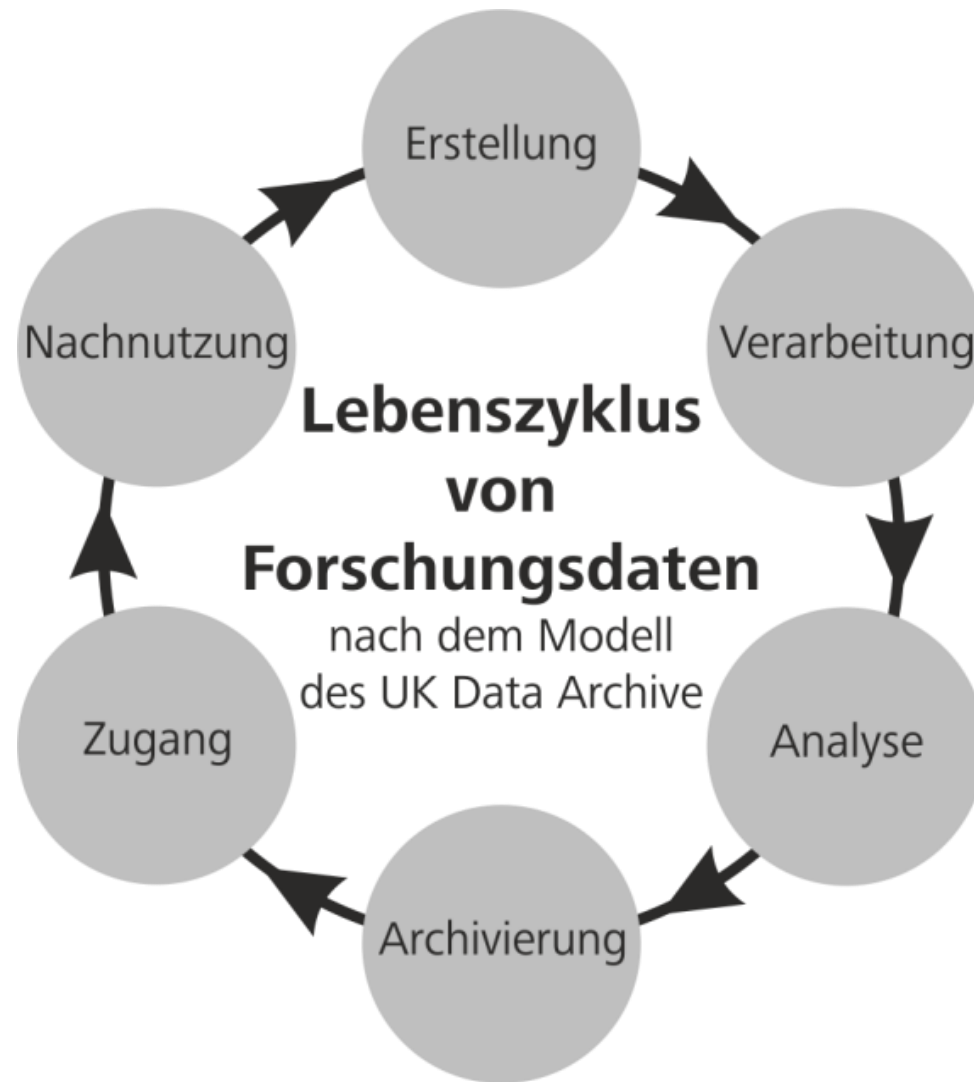 Erstellung
Verarbeitung
Nachnutzung
Lebenszyklus
von
Forschungsdaten
nach dem Modell
des UK Data Archive
Zugang
Analyse
Archivierung